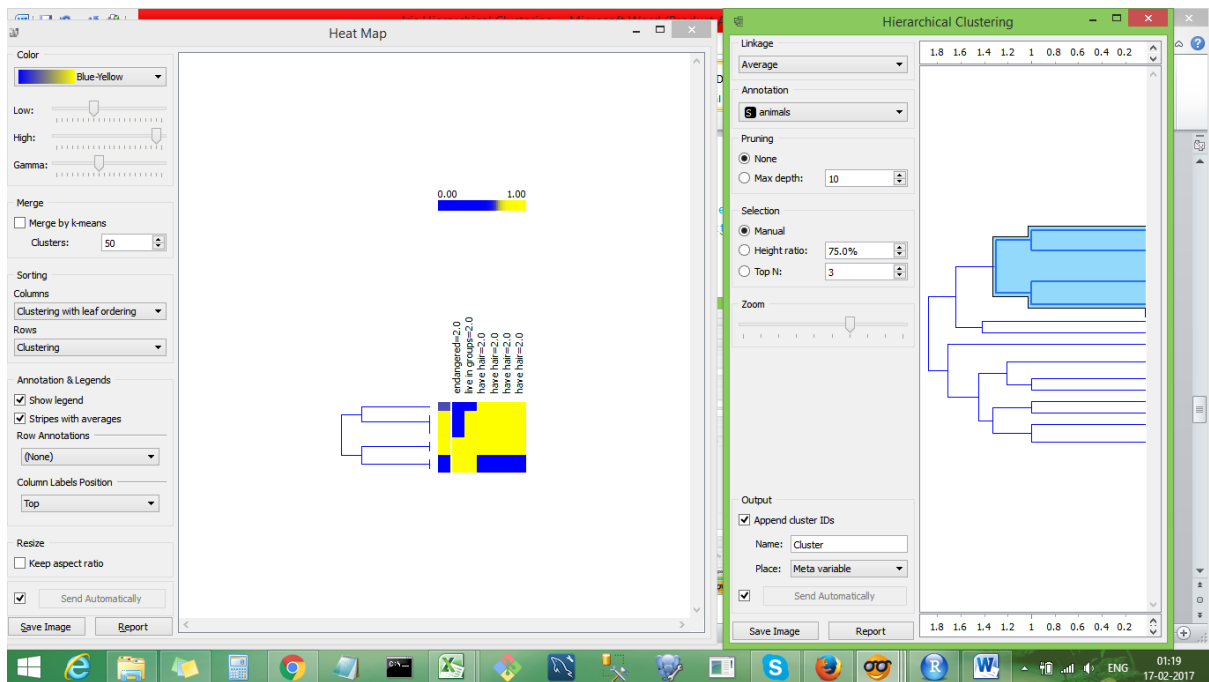 Heat Map
Color
Blue-Yellow
Low:
High:
Gamma:
Merge
Merge by k-means
Clusters: 50
Sorting
Columns
Clustering with leaf ordering
Rows
Clustering
Annotation & Legends
Show legend
Stripes with averages
Row Annotations
(None)
Column Labels Position
Top
Resize
Keep aspect ratio
Send Automatically
Save Image Report
0.00 1.00
endangered=2.0
live in groups=2.0
have hair=2.0
have hair=2.0
have hair=2.0
have hair=2.0
Hierarchical Clustering
Linkage
Average
Annotation
S animals
Pruning
None
Max depth: 10
Selection
Manual
Height ratio: 75.0%
Top N: 3
Zoom
Output
Append cluster IDs
Name: Cluster
Place: Meta variable
Send Automatically
Save Image Report
1.8 1.6 1.4 1.2 1 0.8 0.6 0.4 0.2
1.8 1.6 1.4 1.2 1 0.8 0.6 0.4 0.2
ENG
01:19
17-02-2017